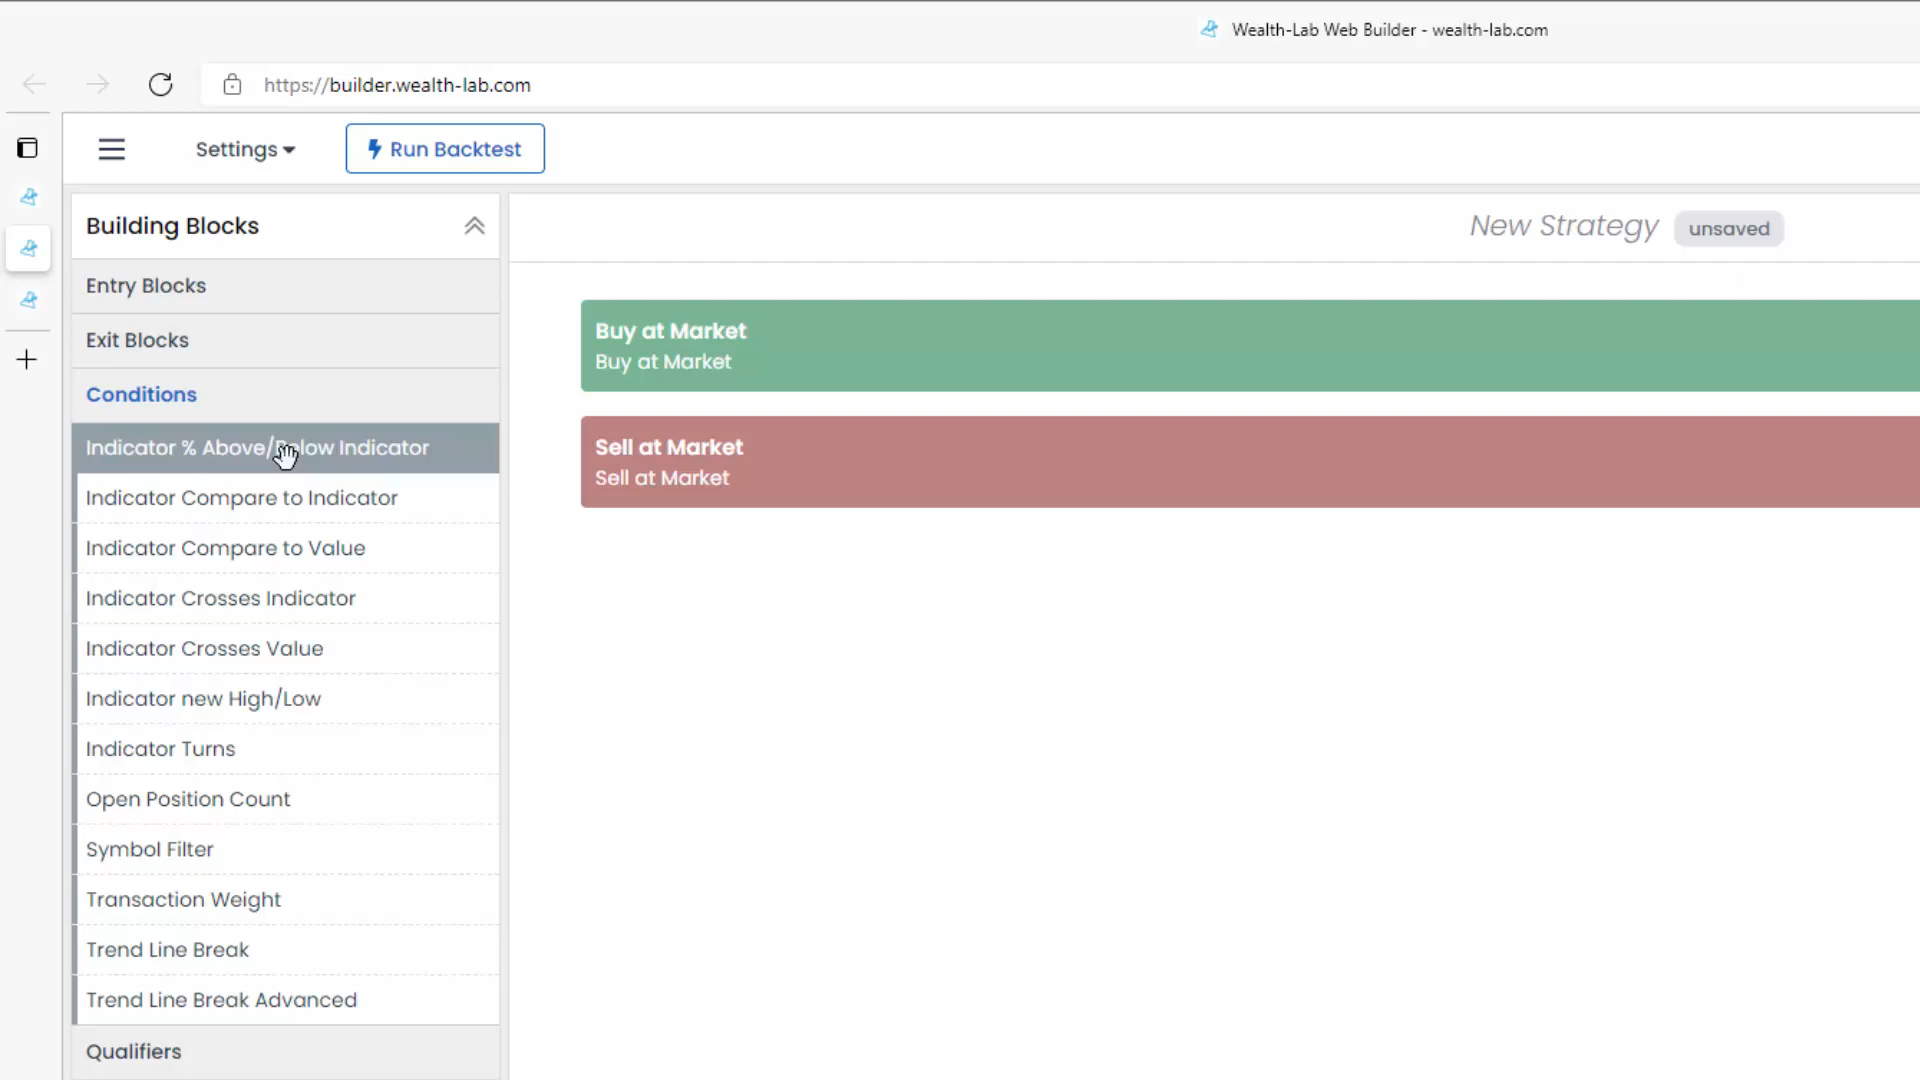 Wealth-Lab Web Builder - wealth-lab.com
https://builder.wealth-lab.com
Settings
Run Backtest
Building Blocks
New Strategy
unsaved
Entry Blocks
Exit Blocks
Conditions
Indicator % Above/Below Indicator
Indicator Compare to Indicator
Indicator Compare to Value
Indicator Crosses Indicator
Indicator Crosses Value
Indicator new High/Low
Indicator Turns
Open Position Count
Symbol Filter
Transaction Weight
Trend Line Break
Trend Line Break Advanced
Qualifiers
Buy at Market
Buy at Market
Sell at Market
Sell at Market